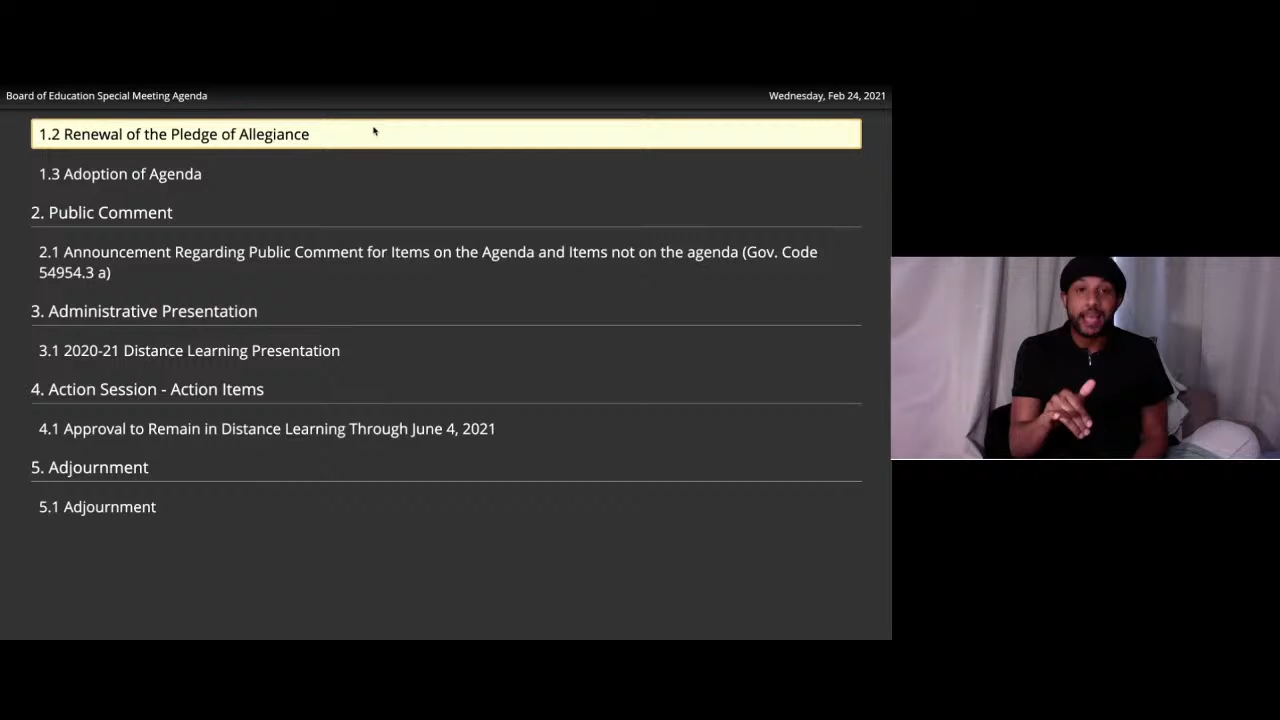 Board of Education Special Meeting Agenda
Wednesday, Feb 24, 2021
1.2 Renewal of the Pledge of Allegiance
1.3 Adoption of Agenda
2. Public Comment
2.1 Announcement Regarding Public Comment for Items on the Agenda and Items not on the agenda (Gov. Code
54954.3 a)
3. Administrative Presentation
3.1 2020-21 Distance Learning Presentation
4. Action Session - Action Items
4.1 Approval to Remain in Distance Learning Through June 4, 2021
5. Adjournment
5.1 Adjournment